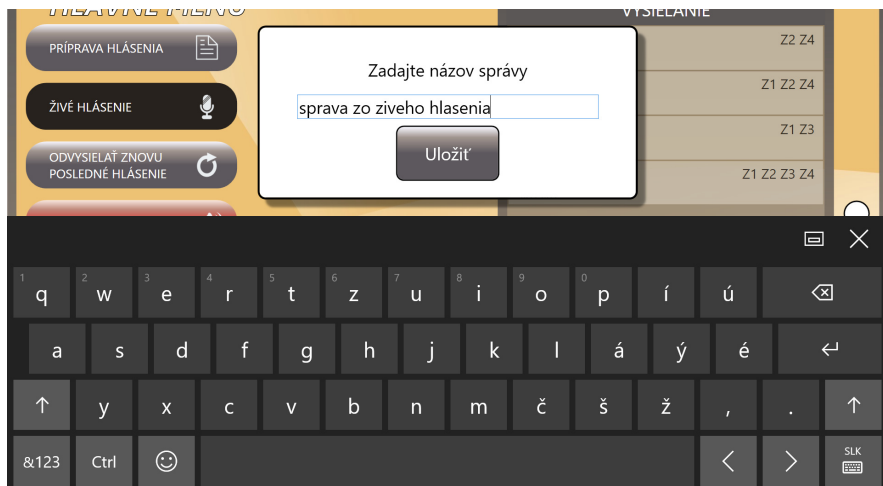 HLAVNÉ MENU
VYSIELANIE
PRÍPRAVA HLÁSENIA
ŽIVÉ HLÁSENIE
ODVYSIELAŤ ZNOVU
POSLEDNÉ HLÁSENIE
Zadajte názov správy
sprava zo ziveho hlasenia
Uložiť
Z2 Z4
Z1 Z2 Z4
Z1 Z3
Z1 Z2 Z3 Z4
1 q 2 w 3 e 4 r 5 t 6 z 7 u 8 i 9 o 0 p í ú
a s d f g h j k l á ý é
y x c v b n m č š ž , .
&123 Ctrl SLK